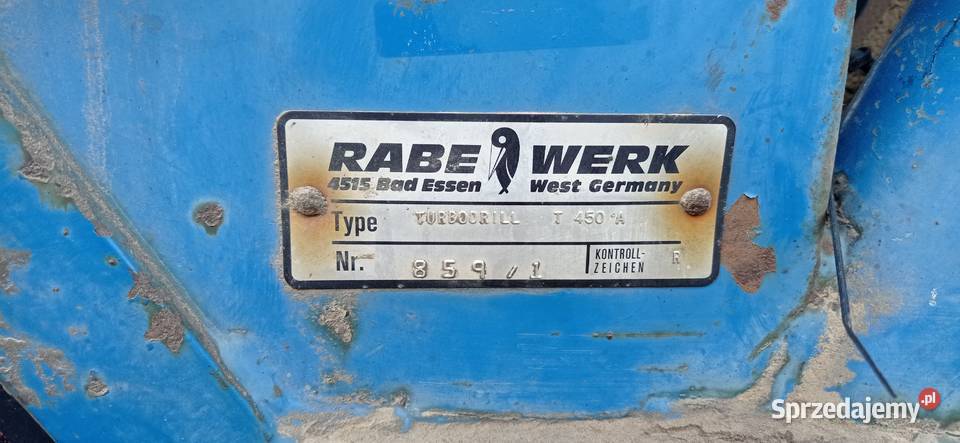 RABE WERK
4515 Bad Essen West Germany
Type TURBODRILL T 450 A
Nr. 859/1 KONTROLL-
ZEICHEN R
Sprzedajemy.pl